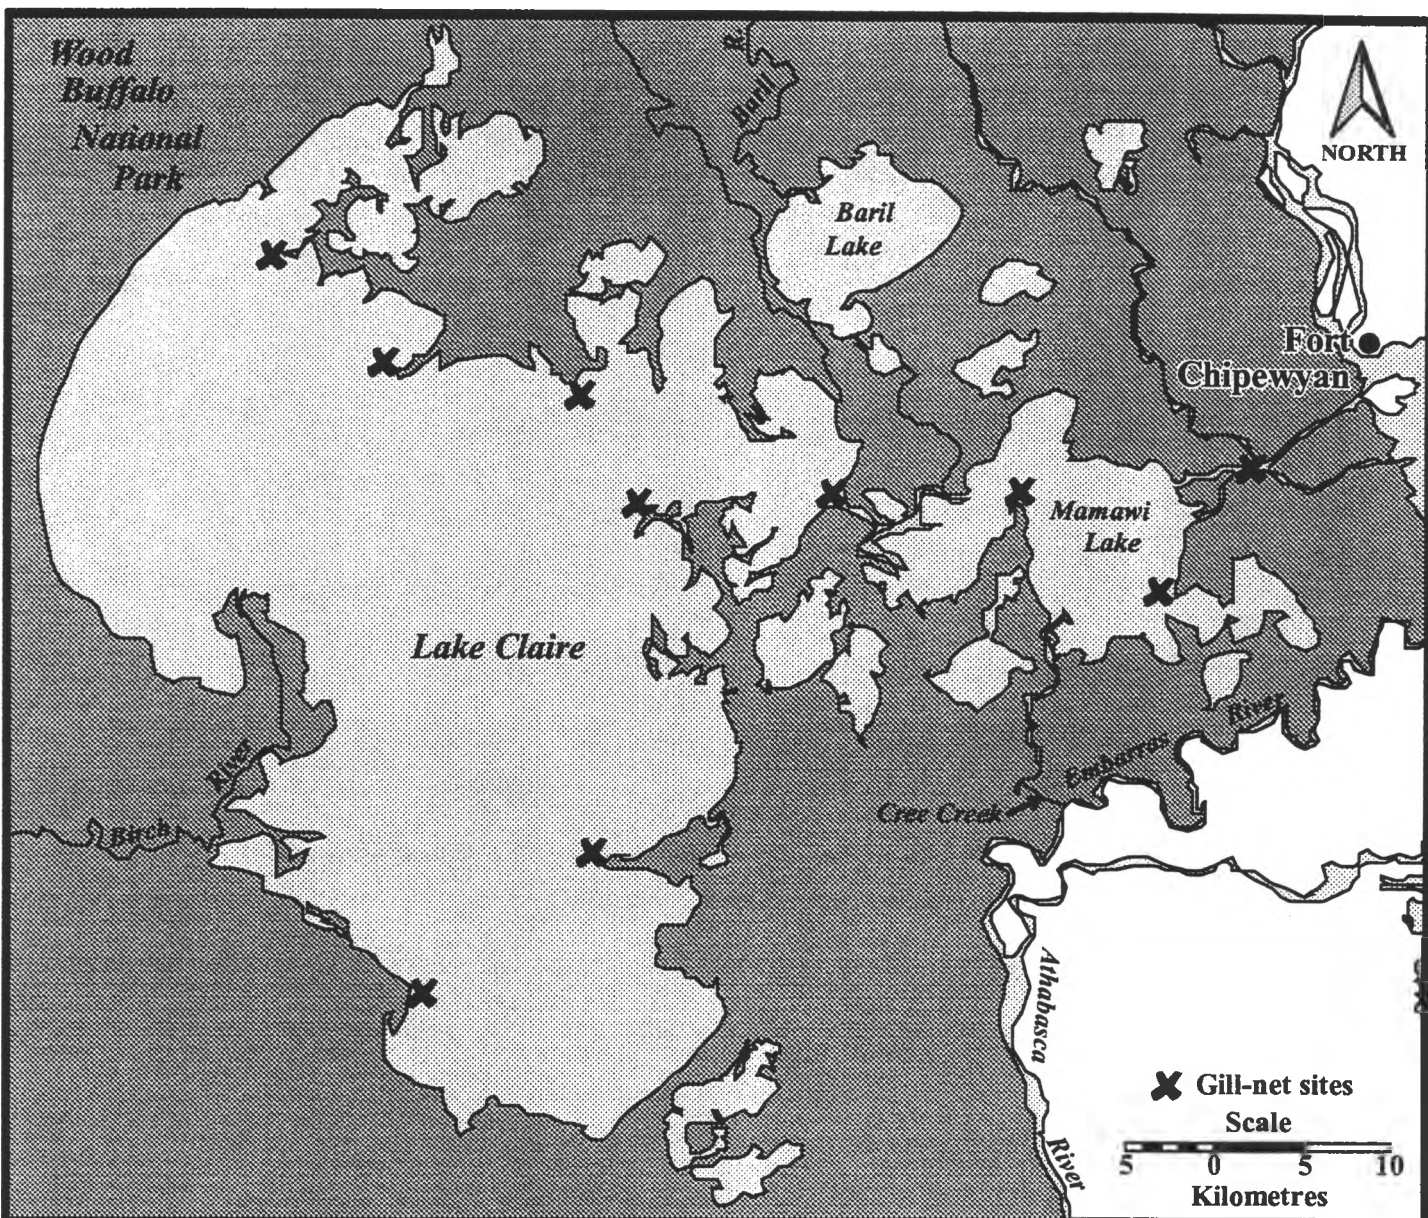 Wood
Buffalo
National
Park
Baril R.
NORTH
Baril
Lake
Fort
Chipewyan
Mamawi
Lake
Lake Claire
River
Birch
Embarras River
Cree Creek
Athabasca
River
Gill-net sites
Scale
5 0 5 10
Kilometres